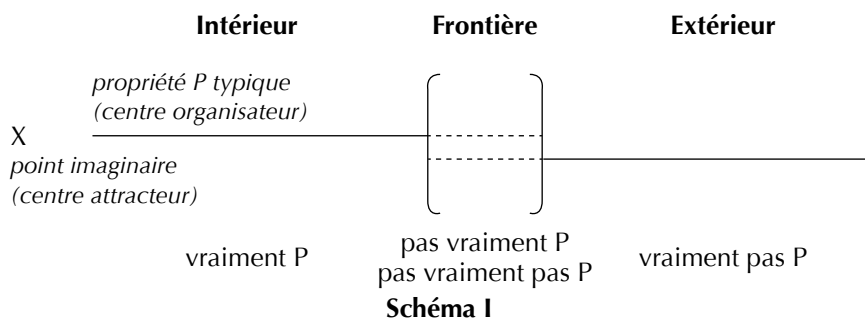 Intérieur Frontière Extérieur
propriété P typique
(centre organisateur)
X
point imaginaire
(centre attracteur)
vraiment P pas vraiment P vraiment pas P
pas vraiment pas P
Schéma I